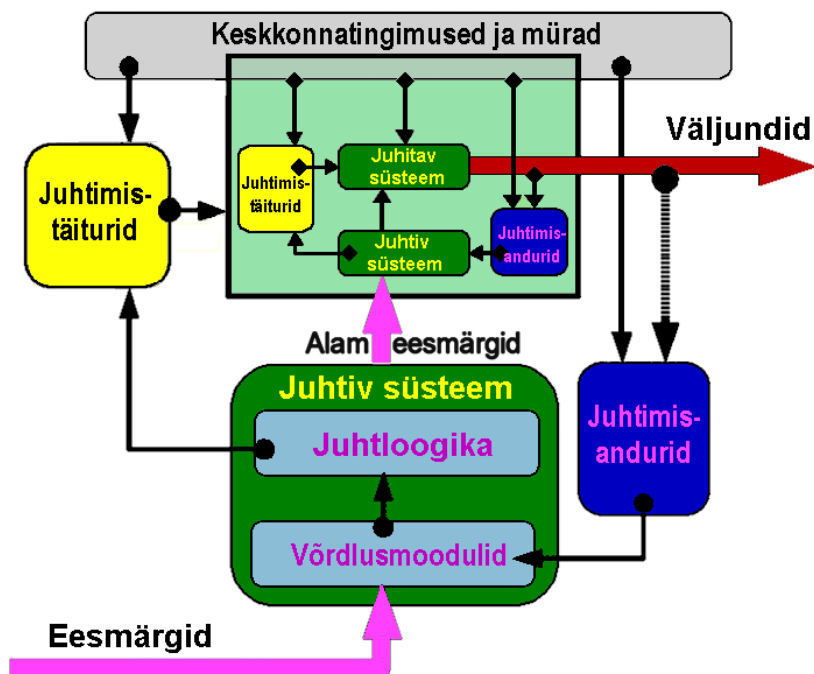 Keskkonnatingimused ja mürad
Väljundid
Juhtimis-
täiturid
Juhtimis-
täiturid
Juhitav
süsteem
Juhtiv
süsteem
Juhtimis-
andurid
Alam eesmärgid
Juhtiv süsteem
Juhtloogika
Võrdlusmoodulid
Juhtimis-
andurid
Eesmärgid